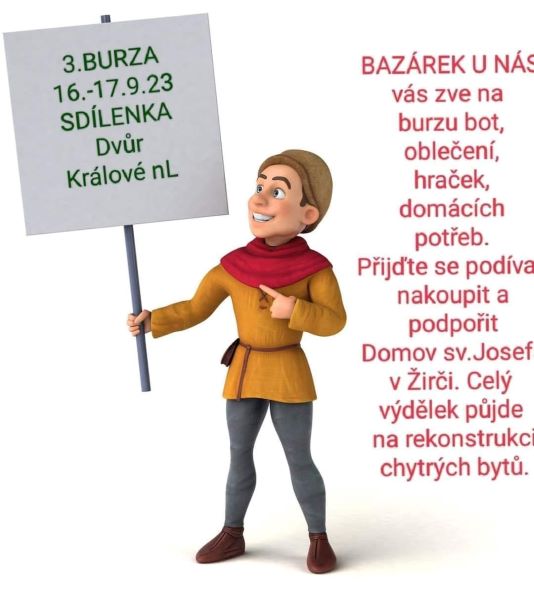 3.BURZA
16.-17.9.23
SDÍLENKA
Dvůr
Králové nL
BAZÁREK U NÁS
vás zve na
burzu bot,
oblečení,
hraček,
domácích
potřeb.
Přijďte se podíva
nakoupit a
podpořit
Domov sv.Josef
v Žirči. Celý
výdělek půjde
na rekonstrukci
chytrých bytů.